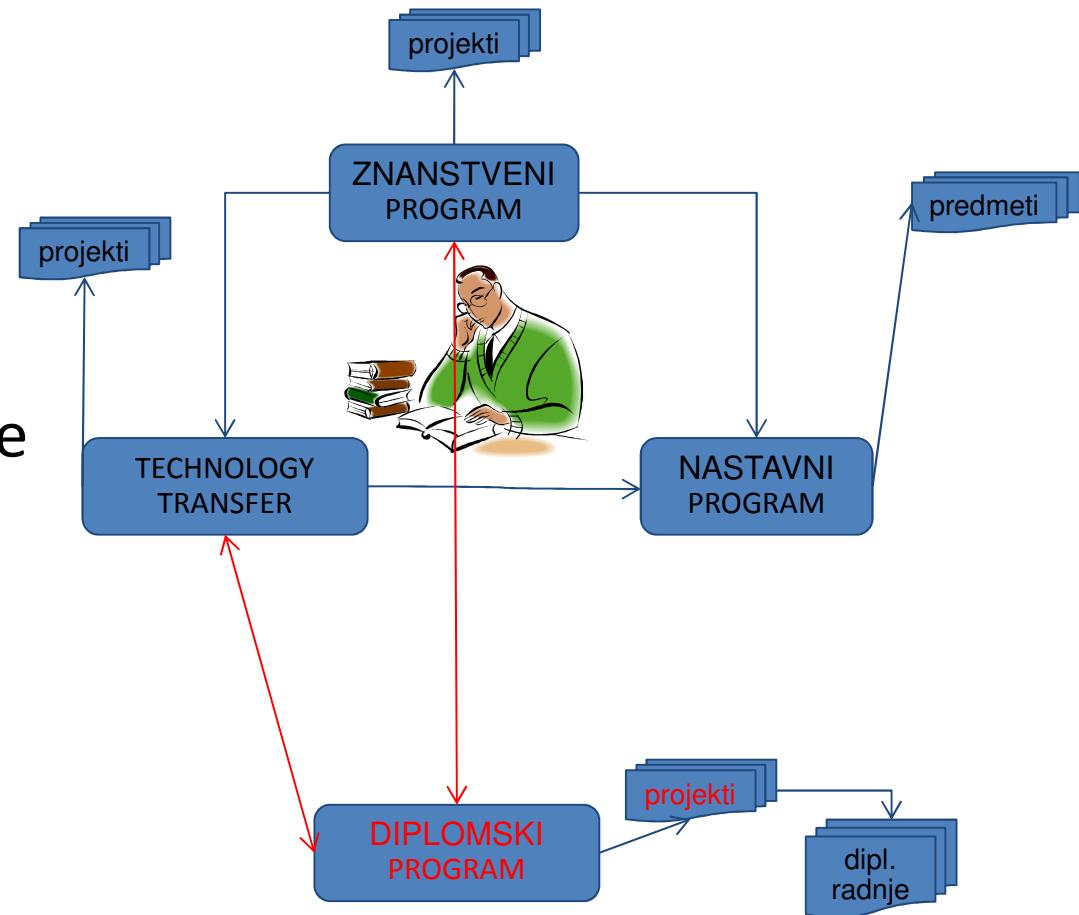 projekti
ZNANSTVENI
PROGRAM
predmeti
projekti
e
TECHNOLOGY
TRANSFER
NASTAVNI
PROGRAM
projekti
DIPLOMSKI
PROGRAM
dipl.
radnje